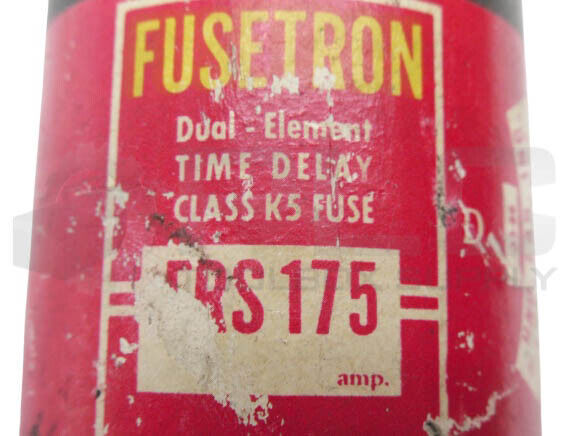 FUSETRON
Dual - Element
TIME DELAY
CLASS K5 FUSE
FRS 175
amp.